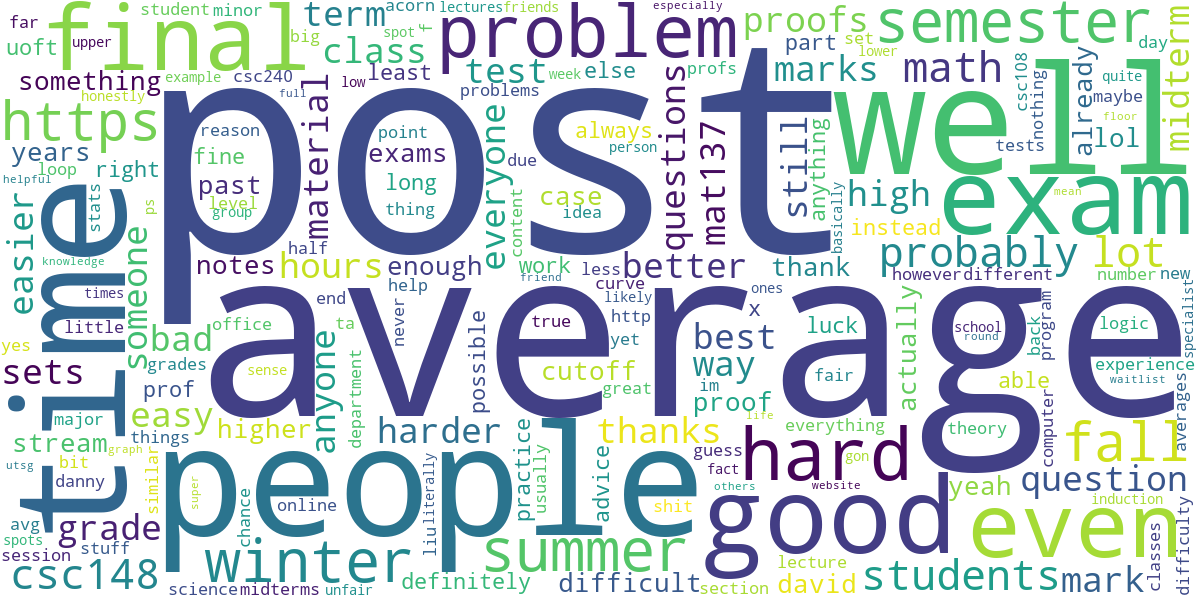 far
student
minor
acorn
lectures
friends
especially
uoft
upper
final
big
term
spot
f
problem
proofs
semester
midterm
class
part
set
lower
day
something
example
csc240
low
least
test
week
else
profs
marks
math
csc108
quite
honestly
full
problems
maybe
https
reason
point
always
person
tests
nothing
already
floor
lol
years
fine
material
exams
everyone
due
questions
mat137
still
anything
well
helpful
loop
right
past
long
case
high
exam
mean
stats
level
group
thing
content
idea
instead
basically
easier
time
ps
post
half
probably
lot
knowledge
someone
notes
hours
enough
work
less
better
thank
however
different
number
new
times
help
friend
curve
ones
little
end
likely
http
x
true
school
logic
yes
office
ta
never
possible
yet
best
luck
actually
round
back
program
specialist
bad
average
sets
grades
sense
cutoff
way
fair
experience
prof
anyone
department
great
im
proof
able
waitlist
major
easy
life
averages
stream
things
higher
harder
practice
usually
thanks
everything
theory
computer
fall
utsg
bit
graph
similar
guess
hard
danny
super
people
advice
fact
gon
yeah
question
avg
online
literally
shit
others
website
good
induction
spots
grade
chance
liu
even
classes
difficulty
session
stuff
winter
summer
lecture
csc148
science
midterms
unfair
definitely
difficult
section
david
students
mark